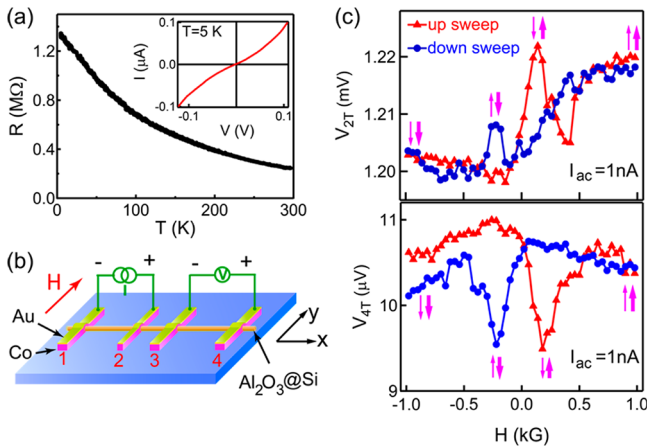 (a)
1.8
1.2
0.6
0.0
R (MΩ)
0
100
200
300
T (K)
T=5 K
0.1
0.0
-0.1
I (μA)
-0.1
0.0
0.1
V (V)
(b)
H
- + - +
I
V
Au
Co
1 2 3 4
y
x
Al₂O₃@Si
(c)
up sweep
down sweep
1.22
1.21
1.20
V2T (mV)
Iac=1nA
11
10
9
V4T (μV)
Iac=1nA
-1.0 -0.5 0.0 0.5 1.0
H (kG)